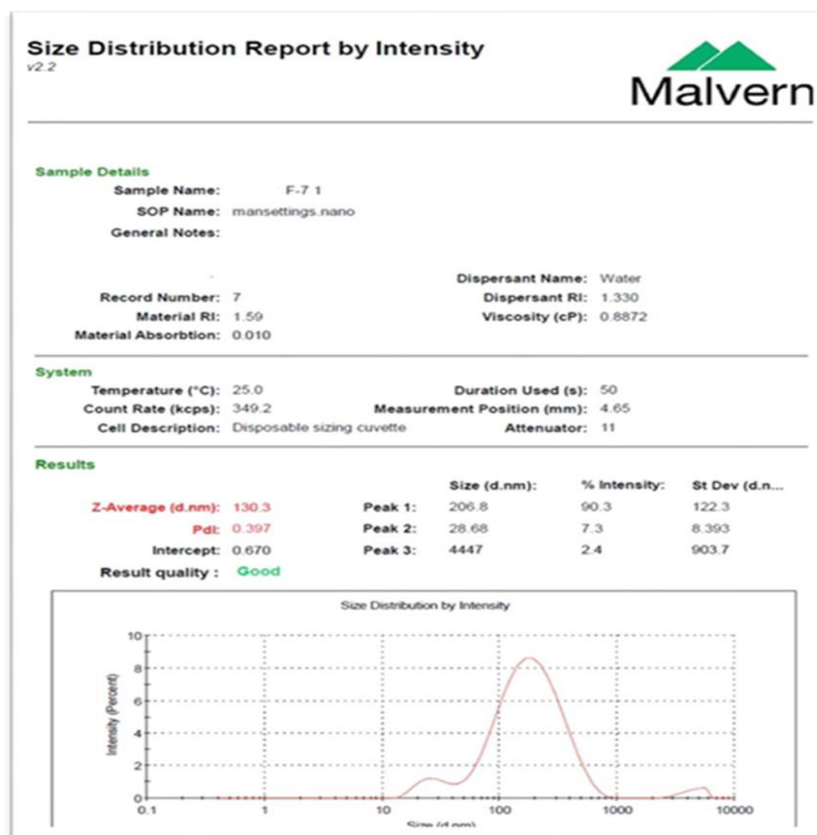 Size Distribution Report by Intensity
v2.2
Malvern
Sample Details
Sample Name: F-7 1
SOP Name: mansettings.nano
General Notes:
Dispersant Name: Water
Record Number: 7 Dispersant RI: 1.330
Material RI: 1.59 Viscosity (cP): 0.8872
Material Absorbtion: 0.010
System
Temperature (°C): 25.0 Duration Used (s): 50
Count Rate (kcps): 349.2 Measurement Position (mm): 4.65
Cell Description: Disposable sizing cuvette Attenuator: 11
Results
Size (d.nm): % Intensity: St Dev (d.n...
Z-Average (d.nm): 130.3 Peak 1: 206.8 90.3 122.3
PdI: 0.397 Peak 2: 28.68 7.3 8.393
Intercept: 0.670 Peak 3: 4447 2.4 903.7
Result quality : Good
Size Distribution by Intensity
Intensity (Percent)
10
8
6
4
2
0
0.1 1 10 100 1000 10000
Size (d.nm)